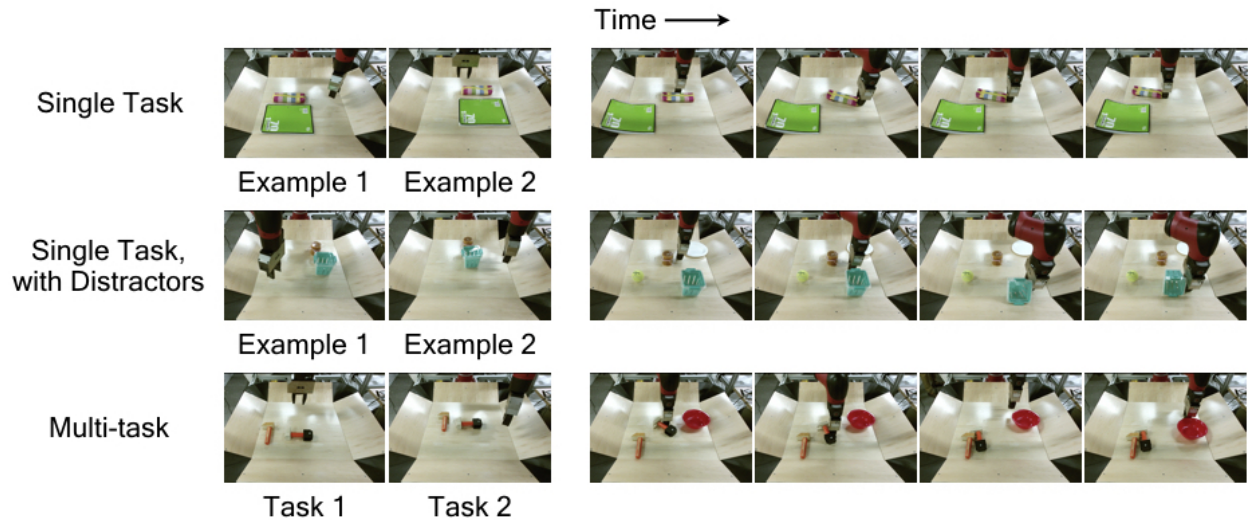 Time
Single Task
Example 1
Example 2
Single Task,
with Distractors
Example 1
Example 2
Multi-task
Task 1
Task 2